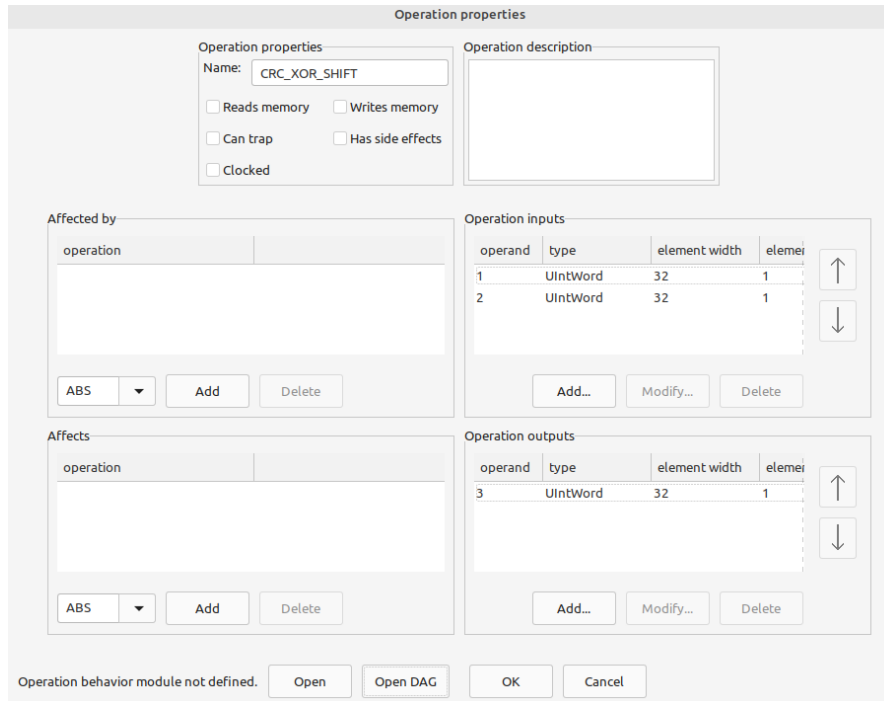 Operation properties
Operation properties
Name: CRC_XOR_SHIFT
Reads memory Writes memory
Can trap Has side effects
Clocked
Operation description
Affected by
operation
ABS Add Delete
Operation inputs
operand type element width elemen
1 UIntWord 32 1
2 UIntWord 32 1
Add... Modify... Delete
Affects
operation
ABS Add Delete
Operation outputs
operand type element width elemen
3 UIntWord 32 1
Add... Modify... Delete
Operation behavior module not defined. Open Open DAG OK Cancel